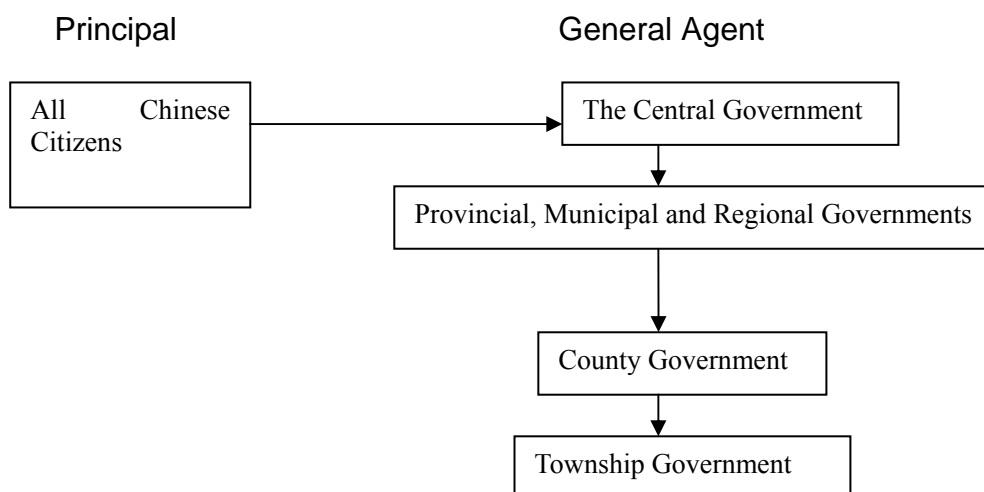 Principal
General Agent
All Chinese
Citizens
The Central Government
Provincial, Municipal and Regional Governments
County Government
Township Government